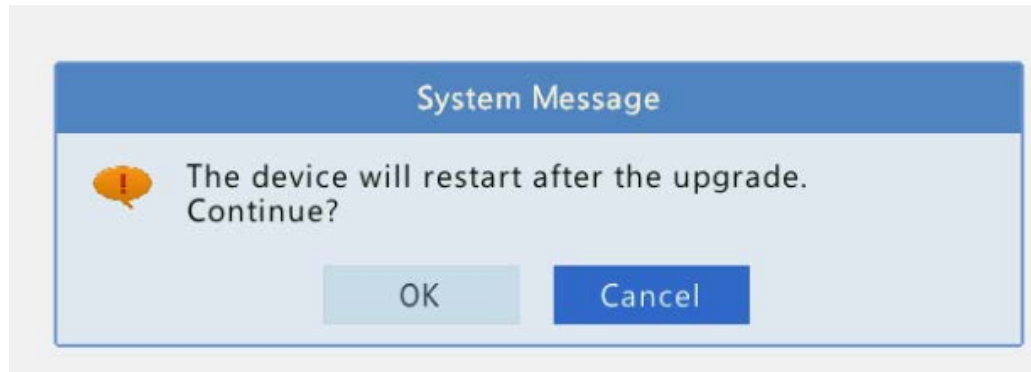 System Message
The device will restart after the upgrade.
Continue?
OK
Cancel